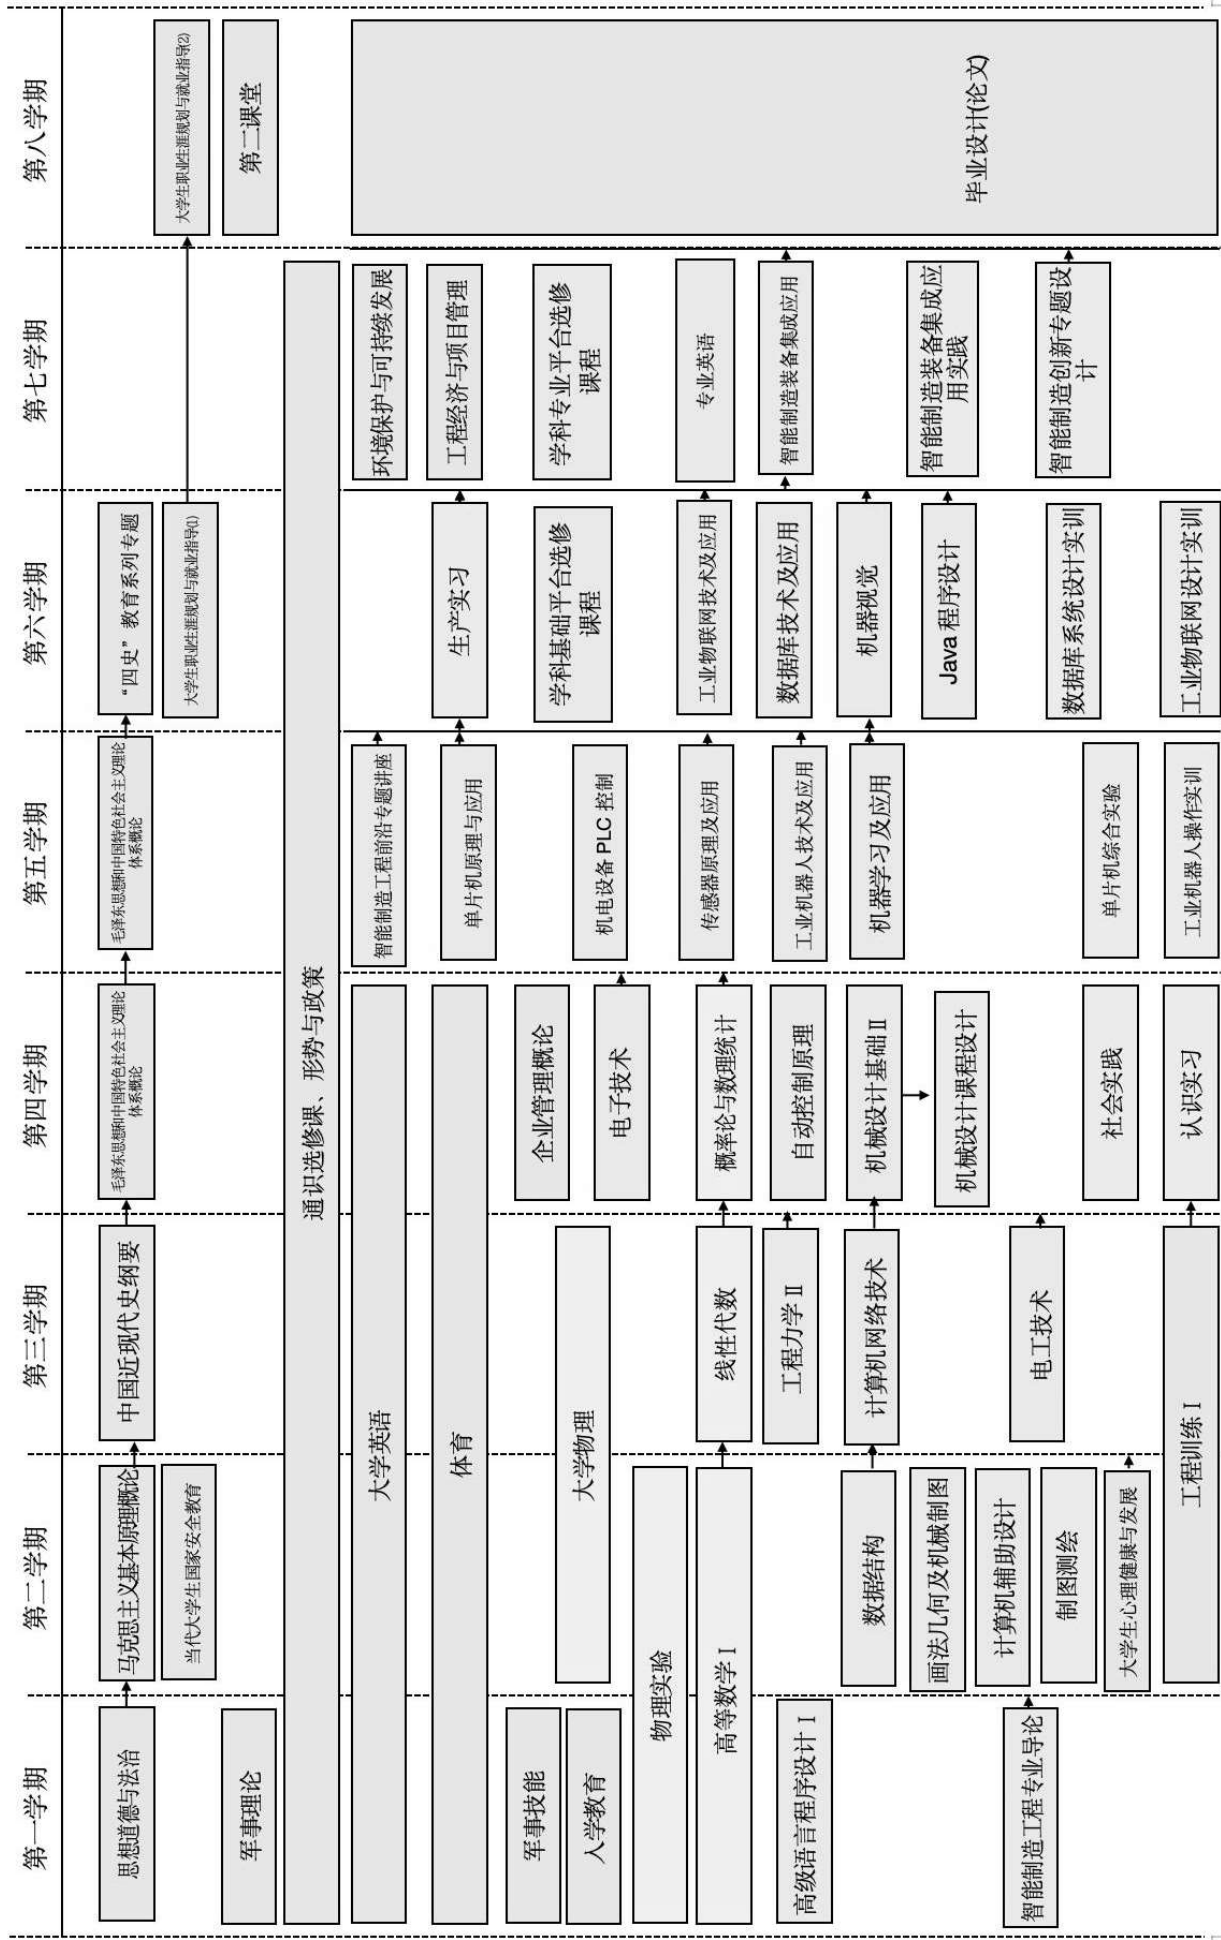 第一学期
第二学期
第三学期
第四学期
第五学期
第六学期
第七学期
第八学期
思想道德与法治
马克思主义基本原理概论
中国近现代史纲要
毛泽东思想和中国特色社会主义理论
体系概论
毛泽东思想和中国特色社会主义理论
体系概论
“四史”教育系列专题
大学生职业生涯规划与就业指导(2)
当代大学生国家安全教育
大学生职业生涯规划与就业指导(1)
军事理论
第二课堂
通识选修课、形势与政策
大学英语
智能制造工程前沿专题讲座
环境保护与可持续发展
毕业设计(论文)
体育
单片机原理与应用
生产实习
工程经济与项目管理
军事技能
企业管理概论
学科基础平台选修
课程
学科专业平台选修
课程
入学教育
大学物理
电子技术
机电设备 PLC 控制
物理实验
高等数学 I
线性代数
概率论与数理统计
传感器原理及应用
工业物联网技术及应用
专业英语
高级语言程序设计 I
工程力学 II
自动控制原理
工业机器人技术及应用
数据库技术及应用
智能制造装备集成应用
数据结构
计算机网络技术
机械设计基础 II
机器学习及应用
机器视觉
画法几何及机械制图
机械设计课程设计
Java 程序设计
智能制造装备集成应
用实践
智能制造工程专业导论
计算机辅助设计
电工技术
制图测绘
数据库系统设计实训
智能制造创新专题设
计
大学生心理健康与发展
社会实践
单片机综合实验
工程训练 I
认识实习
工业机器人操作实训
工业物联网设计实训